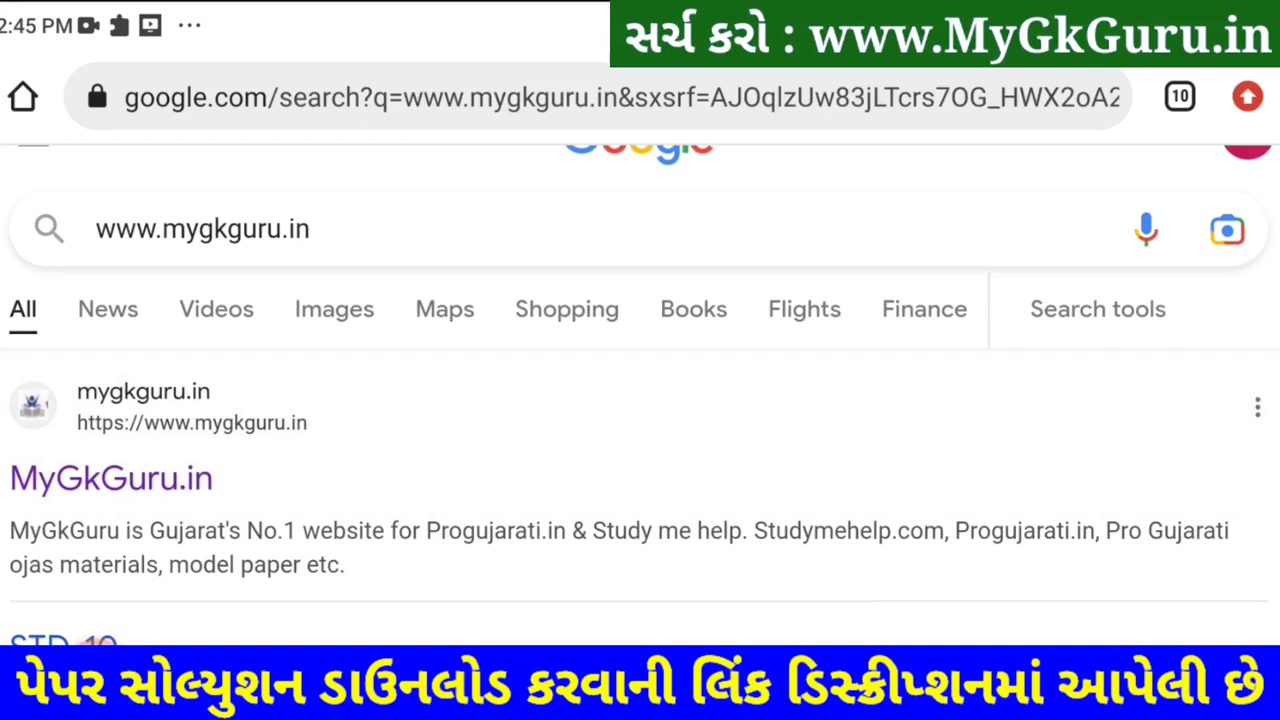 2:45 PM
સર્ચ કરો : www.MyGkGuru.in
google.com/search?q=www.mygkguru.in&sxsrf=AJOqlzUw83jLTcrs7OG_HWX2oA2
10
Google
www.mygkguru.in
All News Videos Images Maps Shopping Books Flights Finance Search tools
mygkguru.in
https://www.mygkguru.in
MyGkGuru.in
MyGkGuru is Gujarat's No.1 website for Progujarati.in & Study me help. Studymehelp.com, Progujarati.in, Pro Gujarati
ojas materials, model paper etc.
STD-10
પેપર સોલ્યુશન ડાઉનલોડ કરવાની લિંક ડિસ્ક્રીપ્શનમાં આપેલી છે